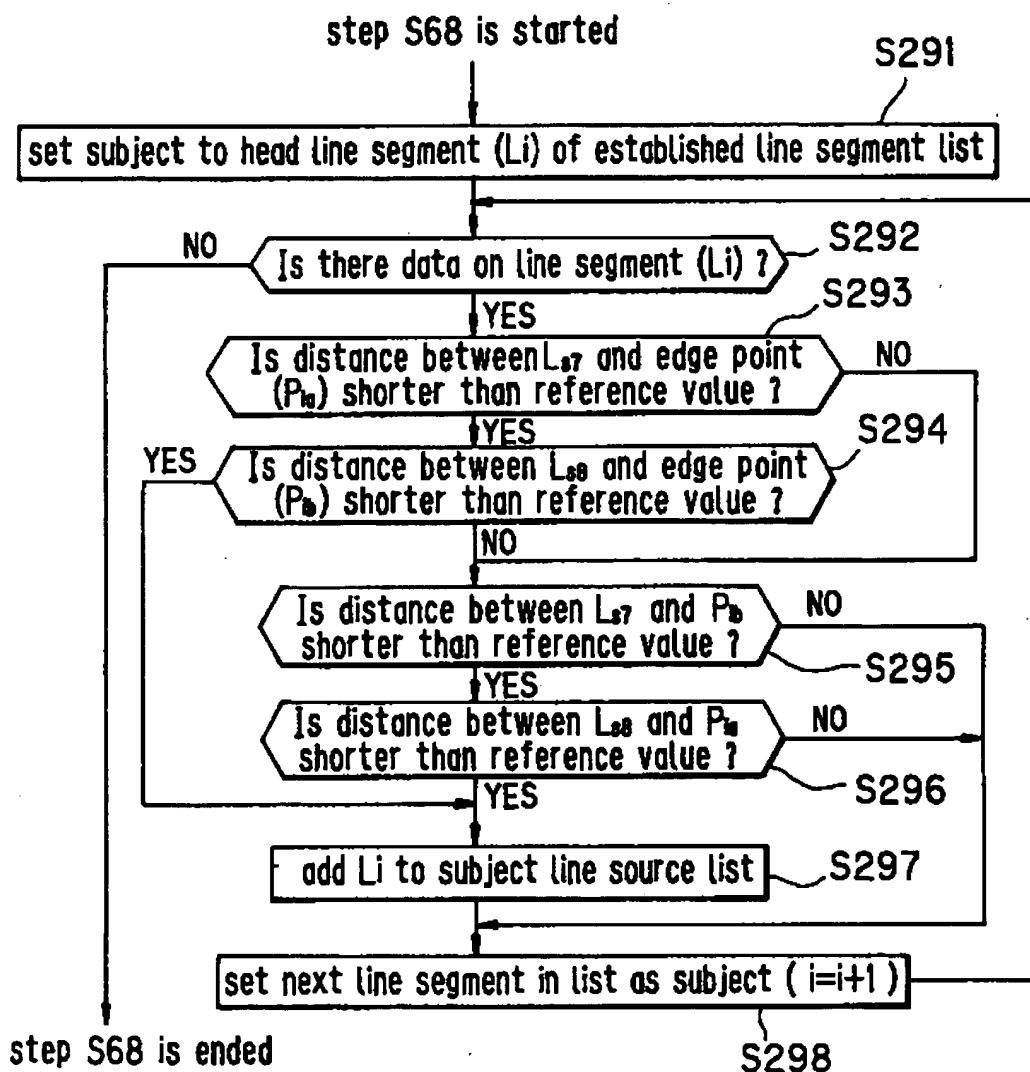 step S68 is started
S291
set subject to head line segment (Li) of established line segment list
NO
S292
Is there data on line segment (Li) ?
S293
YES
Is distance between Ls7 and edge point
(Pia) shorter than reference value ?
NO
YES
S294
YES
Is distance between Ls8 and edge point
(Pib) shorter than reference value ?
NO
Is distance between Ls7 and Pib
shorter than reference value ?
NO
S295
YES
Is distance between Ls8 and Pia
shorter than reference value ?
NO
S296
YES
add Li to subject line source list
S297
set next line segment in list as subject ( i=i+1 )
step S68 is ended
S298